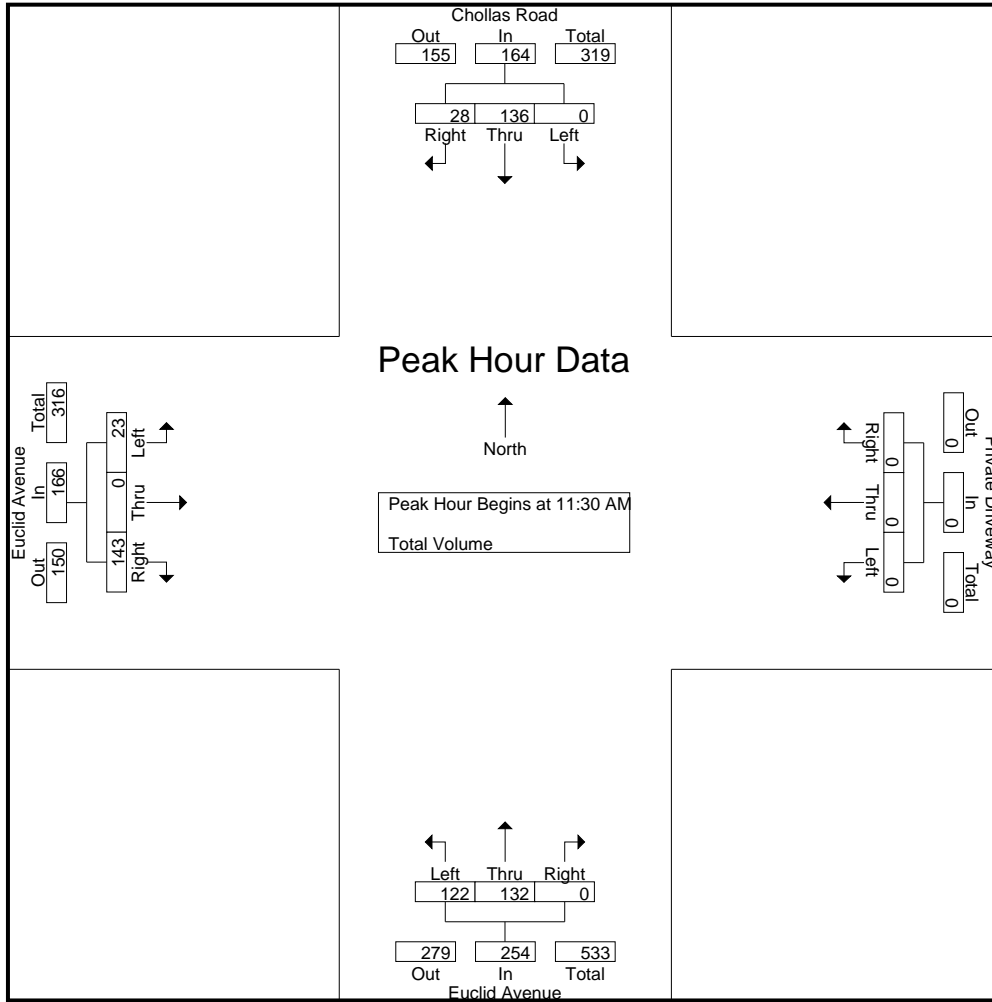 Chollas Road
Out In Total
155 164 319
28 136 0
Right Thru Left
Peak Hour Data
North
Peak Hour Begins at 11:30 AM
Total Volume
Euclid Avenue
Out In Total
150 166 316
143 0 23
Right Thru Left
Private Driveway
Out In Total
0 0 0
0 0 0
Right Thru Left
Left Thru Right
122 132 0
279 254 533
Out In Total
Euclid Avenue